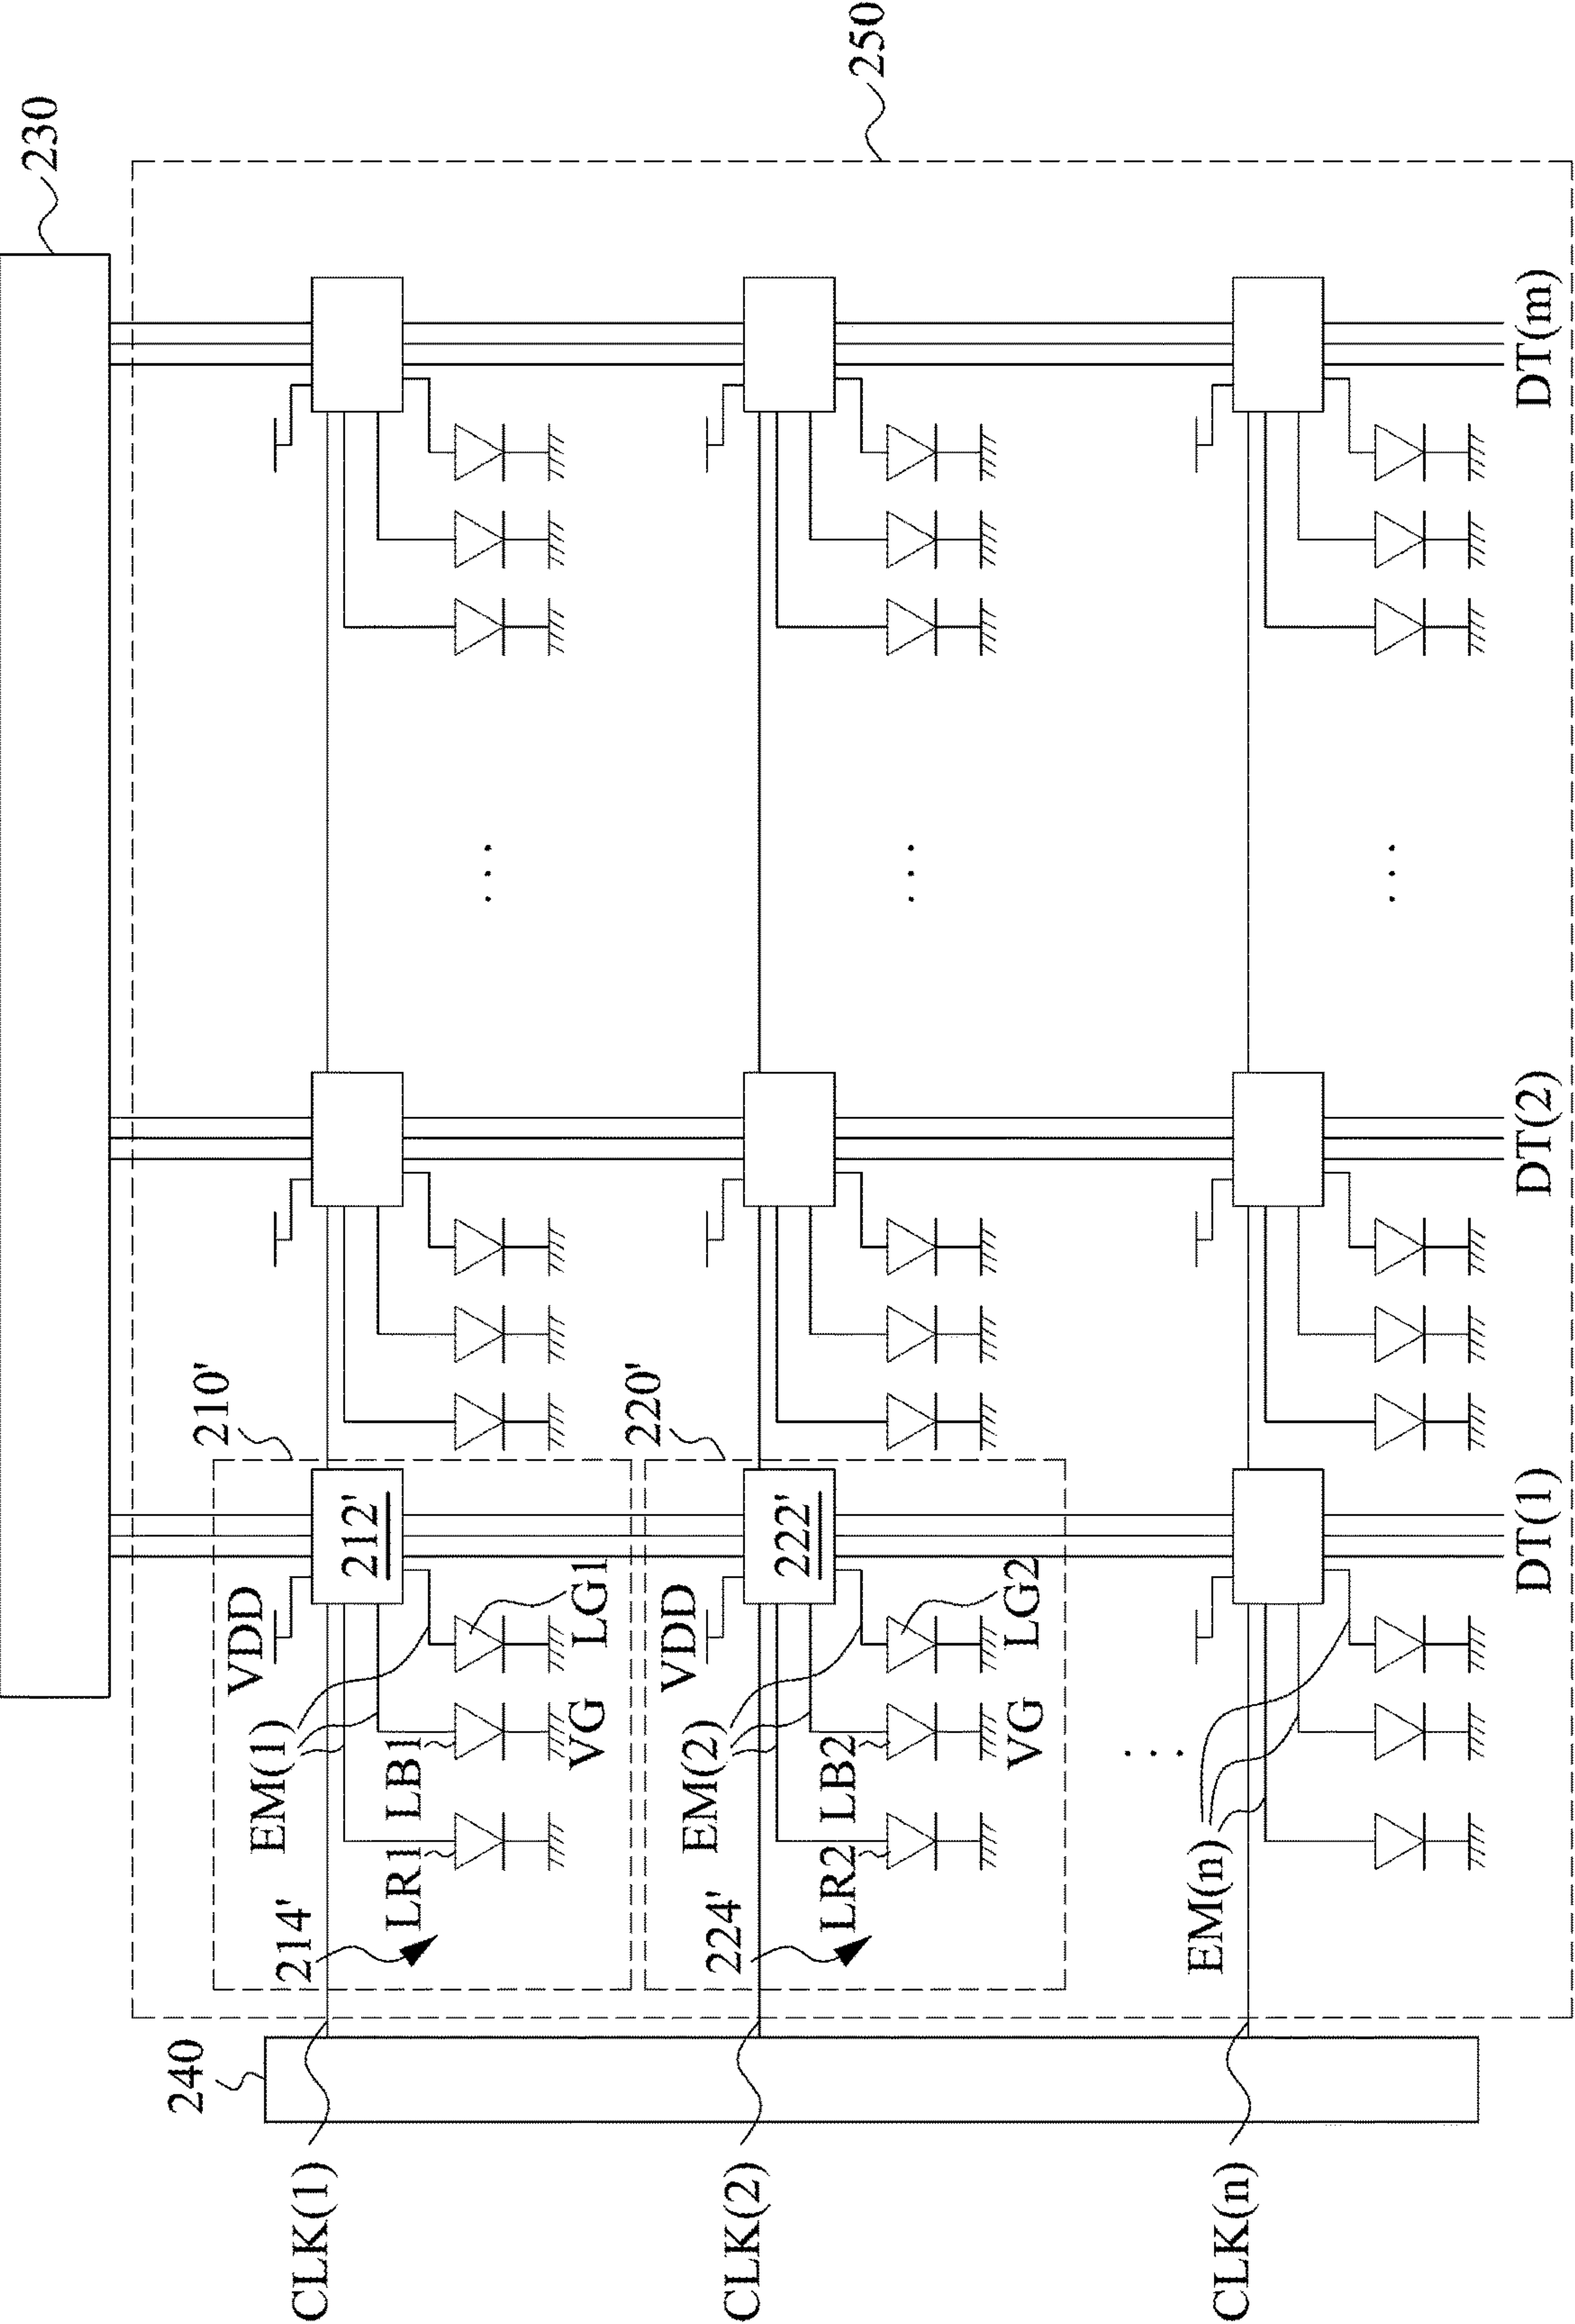 230
250
210'
220'
VDD
212'
EM(1)
LG1
LB1
VG
LR1
214'
VDD
222'
EM(2)
LG2
LB2
VG
LR2
224'
EM(n)
240
CLK(1)
CLK(2)
CLK(n)
DT(1)
DT(2)
DT(m)
...
...
...
...